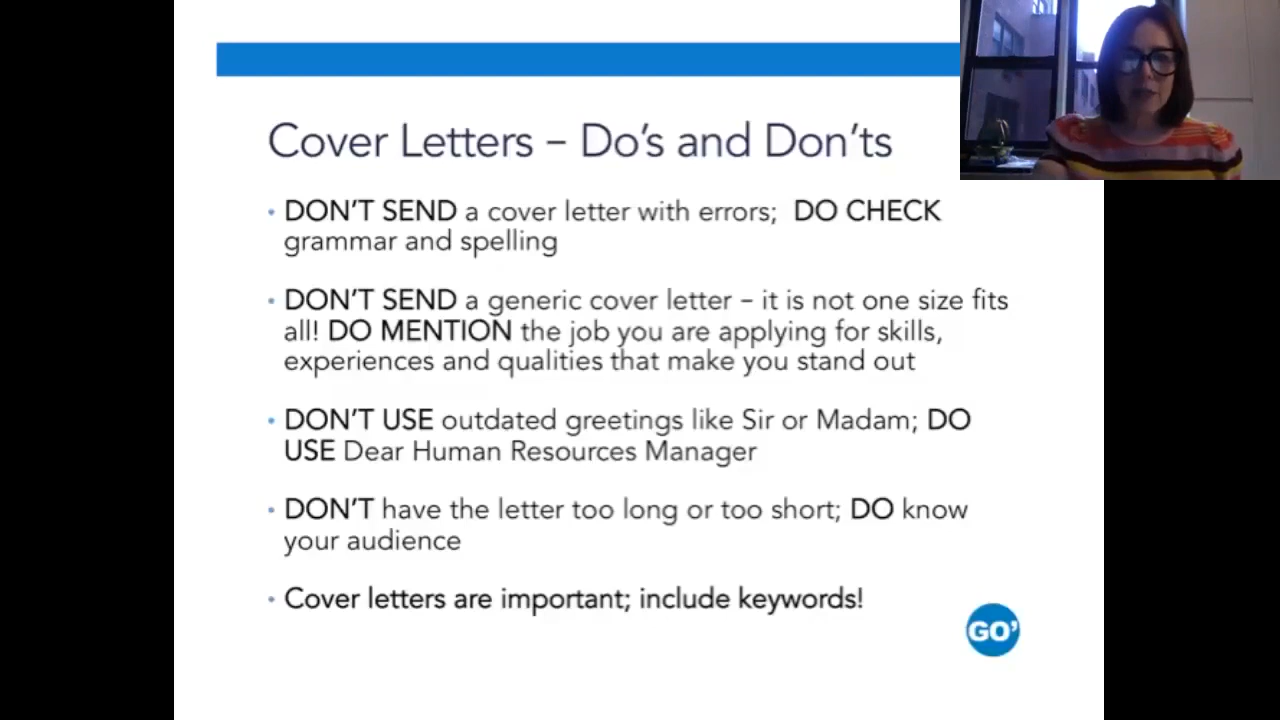 Cover Letters – Do's and Don'ts
• DON'T SEND a cover letter with errors; DO CHECK
grammar and spelling
• DON'T SEND a generic cover letter – it is not one size fits
all! DO MENTION the job you are applying for skills,
experiences and qualities that make you stand out
• DON'T USE outdated greetings like Sir or Madam; DO
USE Dear Human Resources Manager
• DON'T have the letter too long or too short; DO know
your audience
• Cover letters are important; include keywords!
GO'